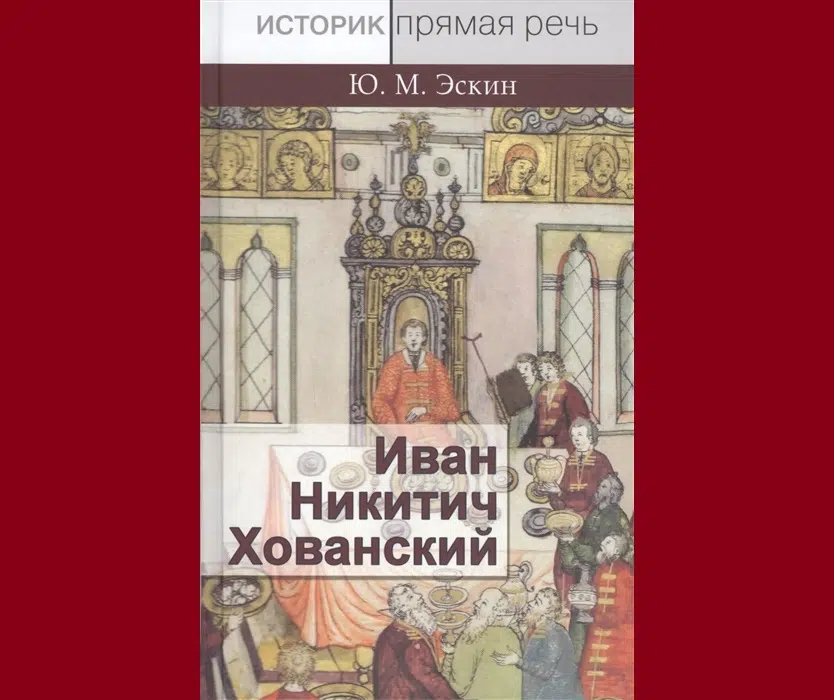 ИСТОРИК прямая речь
Ю. М. Эскин
Иван
Никитич
Хованский